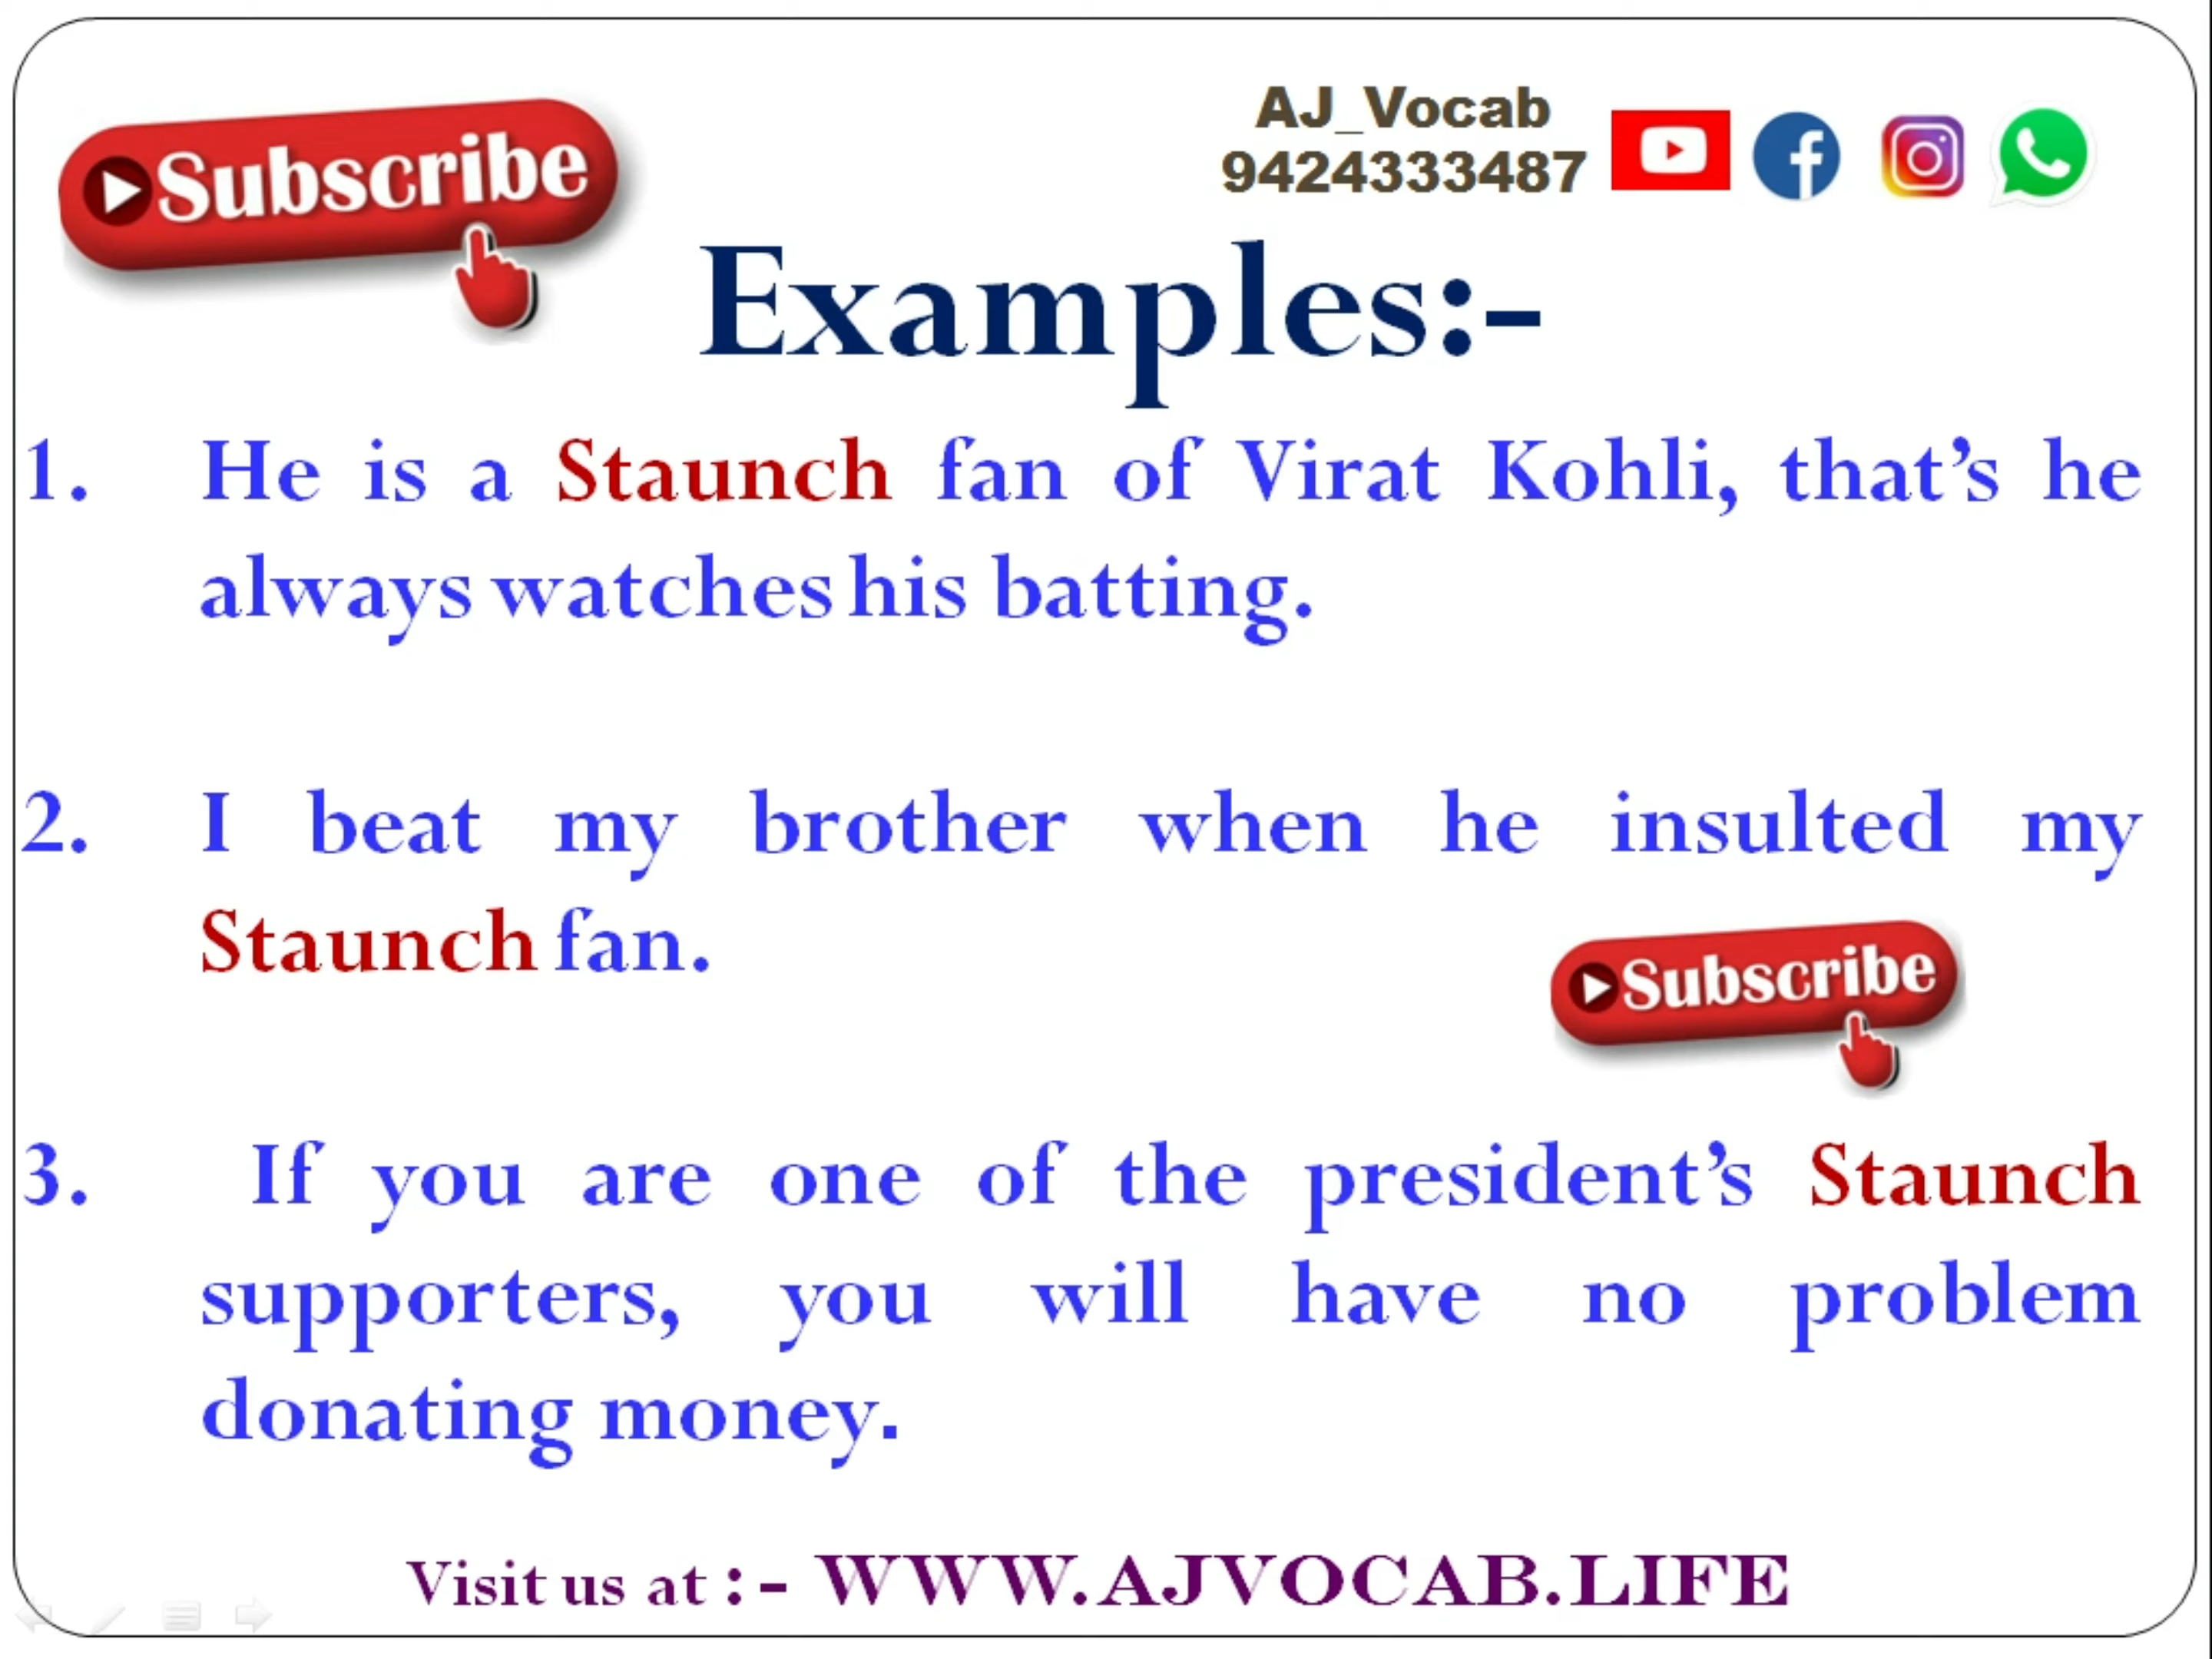 Subscribe
AJ_Vocab
9424333487
Examples:-
1. He is a Staunch fan of Virat Kohli, that's he
always watches his batting.
2. I beat my brother when he insulted my
Staunch fan.
Subscribe
3. If you are one of the president's Staunch
supporters, you will have no problem
donating money.
Visit us at :- WWW.AJVOCAB.LIFE